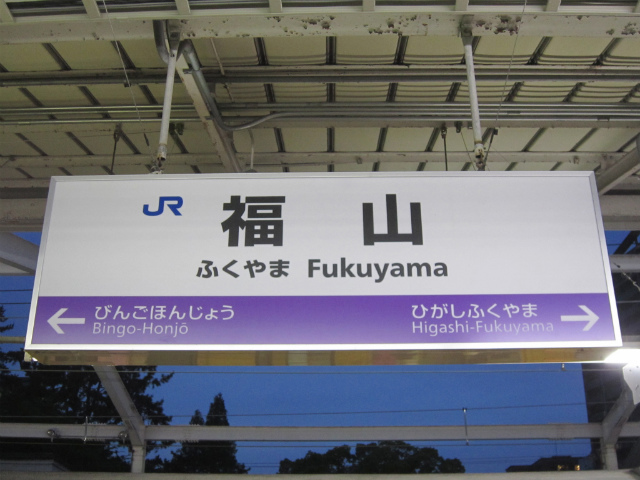 JR 福山
ふくやま Fukuyama
← びんごほんじょう
Bingo-Honjō
ひがしふくやま →
Higashi-Fukuyama